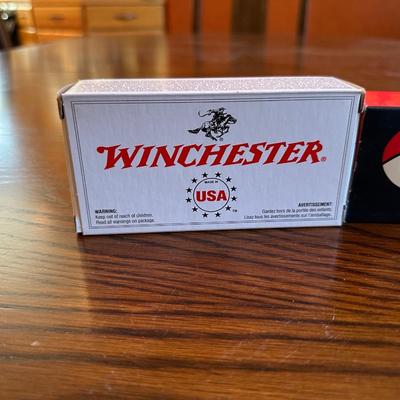 WINCHESTER®
MADE IN
USA
™
WARNING:
Keep out of reach of children.
Read all warnings on package.
AVERTISSEMENT:
Gardez hors de la portée des enfants.
Lisez tous les avertissements sur l'emballage.